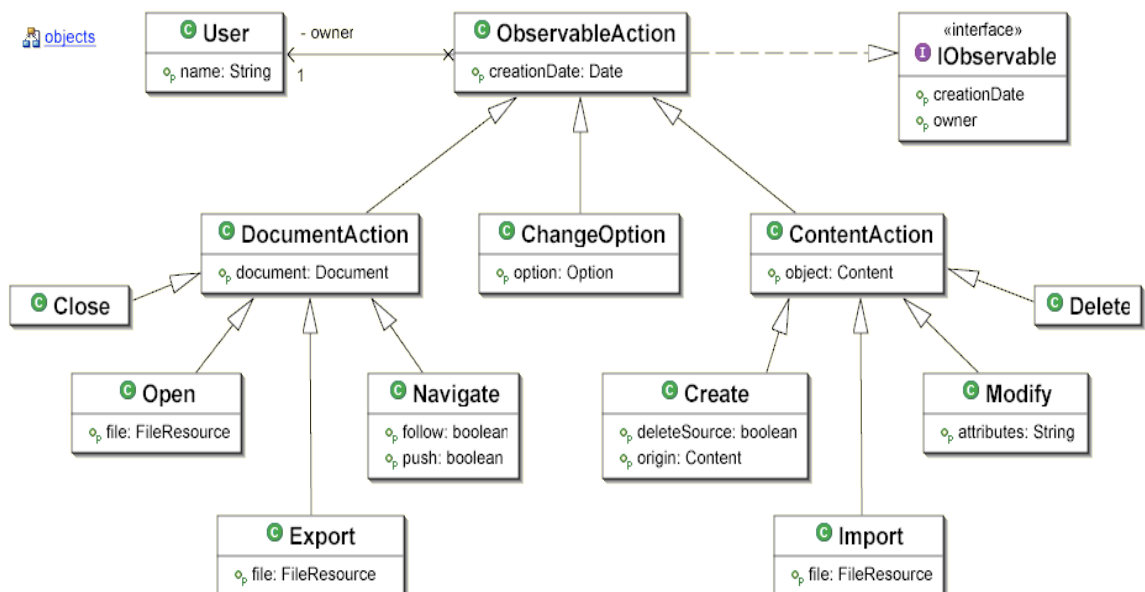 objects
C User
name: String
- owner
1
C ObservableAction
creationDate: Date
«interface»
I IObservable
creationDate
owner
C DocumentAction
document: Document
C ChangeOption
option: Option
C ContentAction
object: Content
C Close
C Delete
C Open
file: FileResource
C Navigate
follow: boolean
push: boolean
C Create
deleteSource: boolean
origin: Content
C Modify
attributes: String
C Export
file: FileResource
C Import
file: FileResource